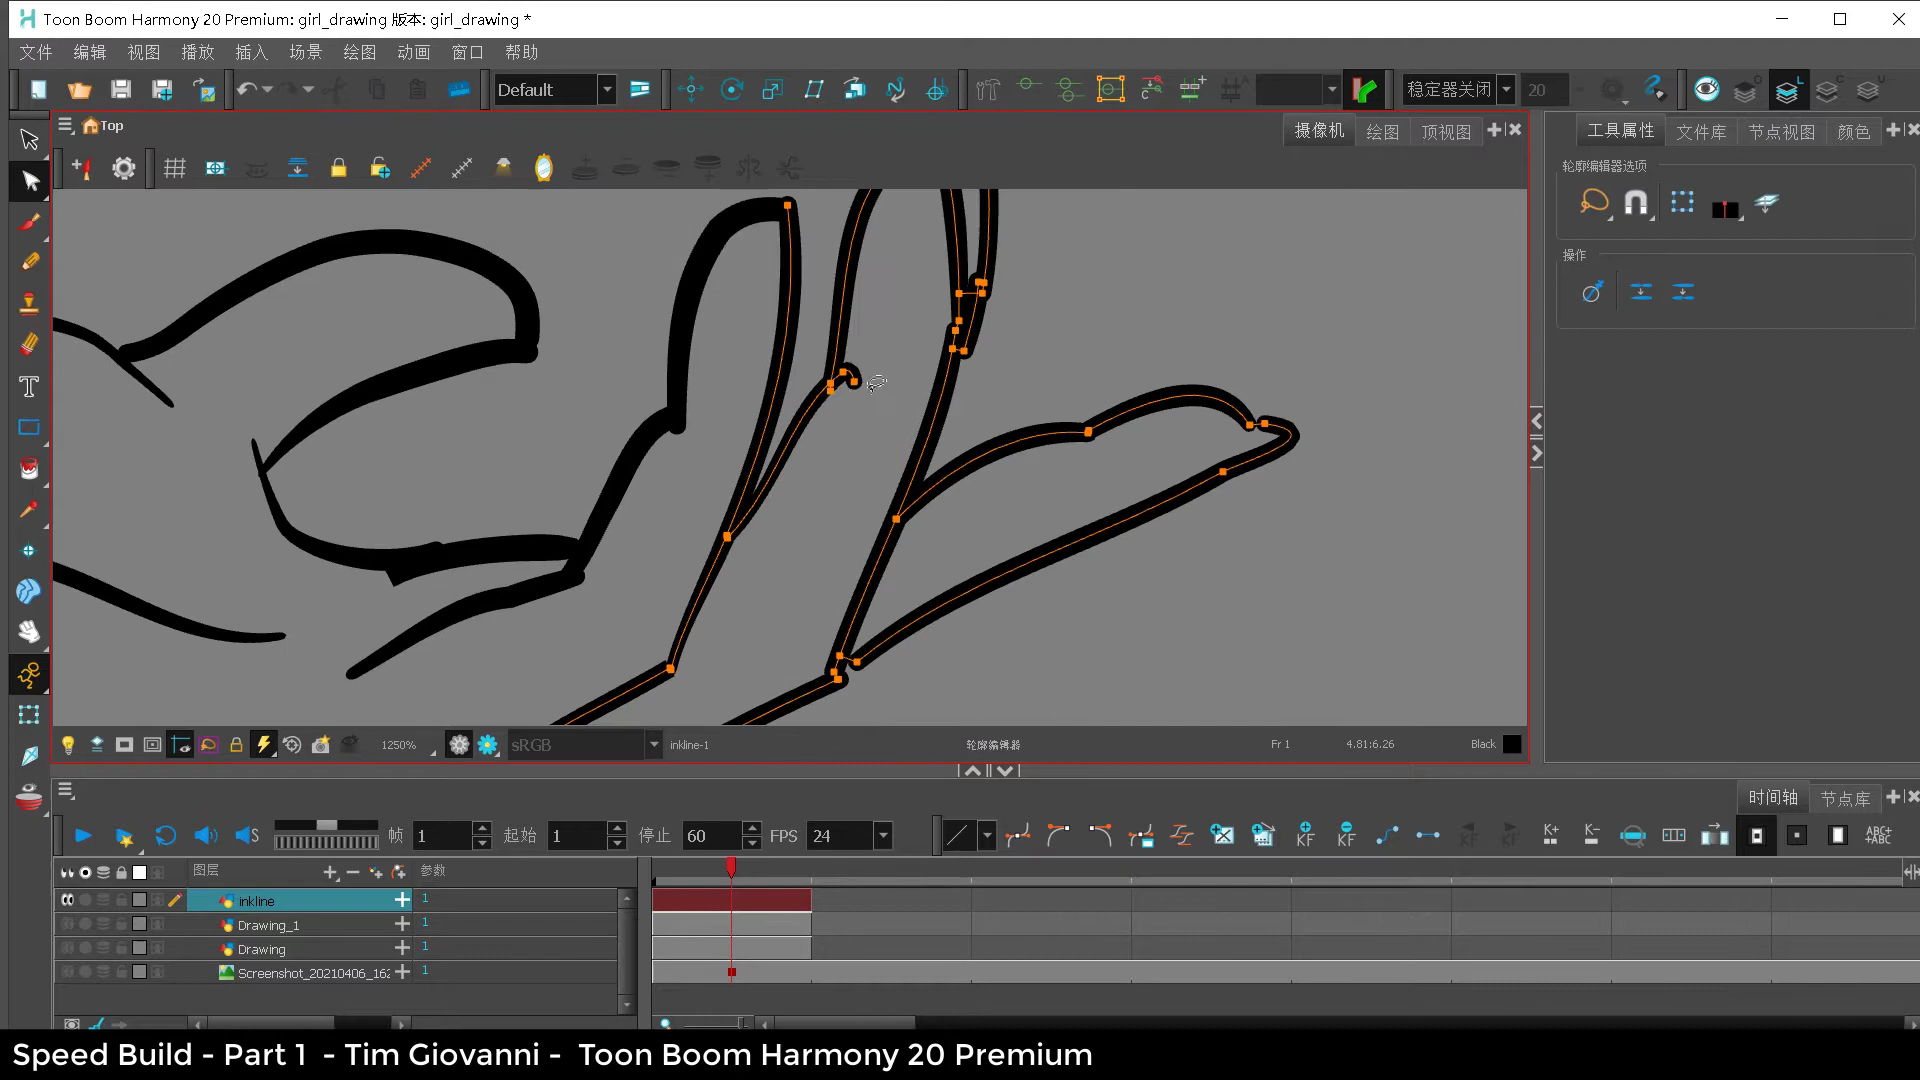 Toon Boom Harmony 20 Premium: girl_drawing 版本: girl_drawing *
文件 编辑 视图 播放 插入 场景 绘图 动画 窗口 帮助
Default 稳定器关闭 20
Top 摄像机 绘图 顶视图
工具属性 文件库 节点视图 颜色
轮廓编辑器选项
操作
1250% sRGB inkline-1 轮廓编辑器 Fr 1 4.81:6.26 Black
时间轴 节点库
帧 1 起始 1 停止 60 FPS 24
图层 参数
inkline 1
Drawing_1 1
Drawing 1
Screenshot_20210406_162 1
Speed Build - Part 1 - Tim Giovanni - Toon Boom Harmony 20 Premium